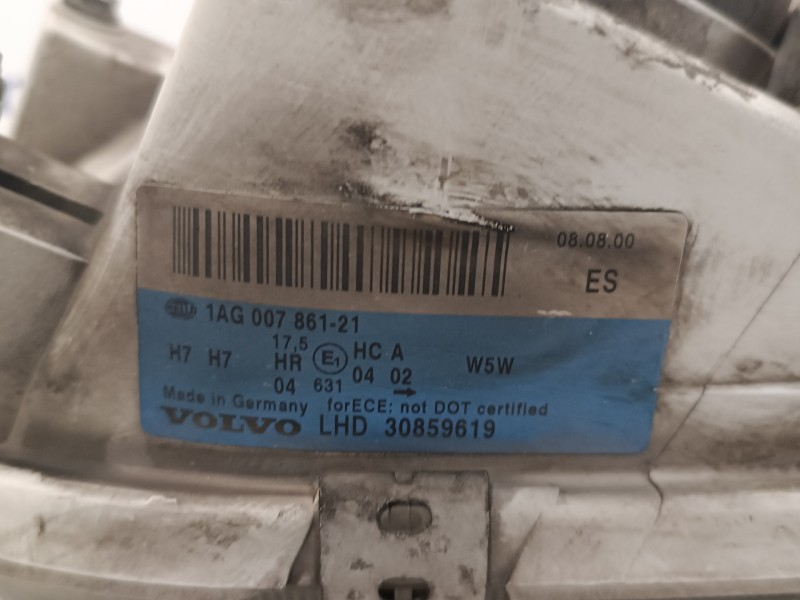 08.08.00
ES
HELLA 1AG 007 861-21
17,5
H7 H7 HR E1 HC A W5W
04 631 04 02 →
Made in Germany forECE: not DOT certified
VOLVO LHD 30859619